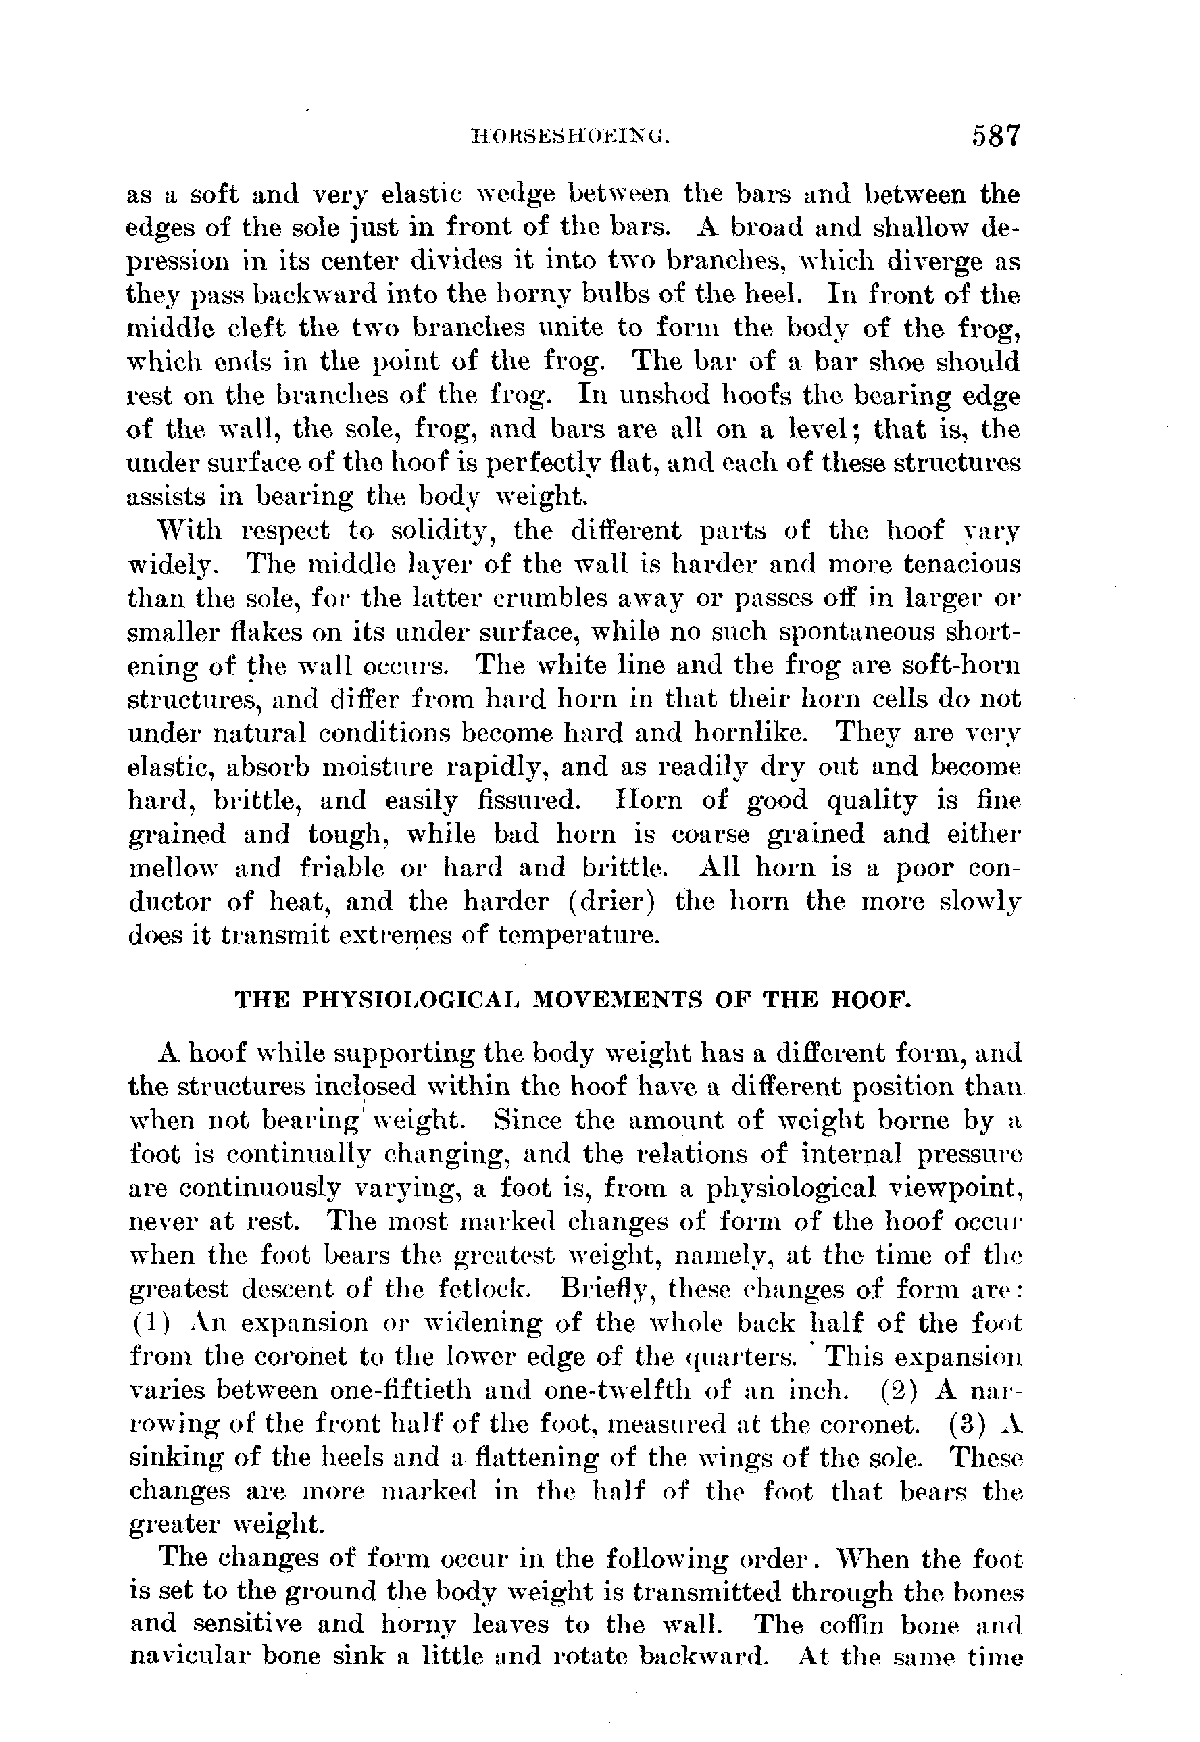 HORSESHOEING. 587
as a soft and very elastic wedge between the bars and between the
edges of the sole just in front of the bars. A broad and shallow de-
pression in its center divides it into two branches, which diverge as
they pass backward into the horny bulbs of the heel. In front of the
middle cleft the two branches unite to form the body of the frog,
which ends in the point of the frog. The bar of a bar shoe should
rest on the branches of the frog. In unshod hoofs the bearing edge
of the wall, the sole, frog, and bars are all on a level; that is, the
under surface of the hoof is perfectly flat, and each of these structures
assists in bearing the body weight.
With respect to solidity, the different parts of the hoof vary
widely. The middle layer of the wall is harder and more tenacious
than the sole, for the latter crumbles away or passes off in larger or
smaller flakes on its under surface, while no such spontaneous short-
ening of the wall occurs. The white line and the frog are soft-horn
structures, and differ from hard horn in that their horn cells do not
under natural conditions become hard and hornlike. They are very
elastic, absorb moisture rapidly, and as readily dry out and become
hard, brittle, and easily fissured. Horn of good quality is fine
grained and tough, while bad horn is coarse grained and either
mellow and friable or hard and brittle. All horn is a poor con-
ductor of heat, and the harder (drier) the horn the more slowly
does it transmit extremes of temperature.
THE PHYSIOLOGICAL MOVEMENTS OF THE HOOF.
A hoof while supporting the body weight has a different form, and
the structures inclosed within the hoof have a different position than
when not bearing weight. Since the amount of weight borne by a
foot is continually changing, and the relations of internal pressure
are continuously varying, a foot is, from a physiological viewpoint,
never at rest. The most marked changes of form of the hoof occur
when the foot bears the greatest weight, namely, at the time of the
greatest descent of the fetlock. Briefly, these changes of form are:
(1) An expansion or widening of the whole back half of the foot
from the coronet to the lower edge of the quarters. This expansion
varies between one-fiftieth and one-twelfth of an inch. (2) A nar-
rowing of the front half of the foot, measured at the coronet. (3) A
sinking of the heels and a flattening of the wings of the sole. These
changes are more marked in the half of the foot that bears the
greater weight.
The changes of form occur in the following order. When the foot
is set to the ground the body weight is transmitted through the bones
and sensitive and horny leaves to the wall. The coffin bone and
navicular bone sink a little and rotate backward. At the same time